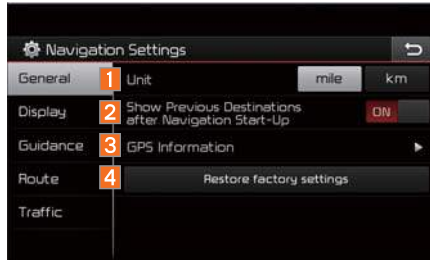 Navigation Settings
General
1 Unit mile km
Display
2 Show Previous Destinations
after Navigation Start-Up ON
Guidance
3 GPS Information
Route
4 Restore factory settings
Traffic